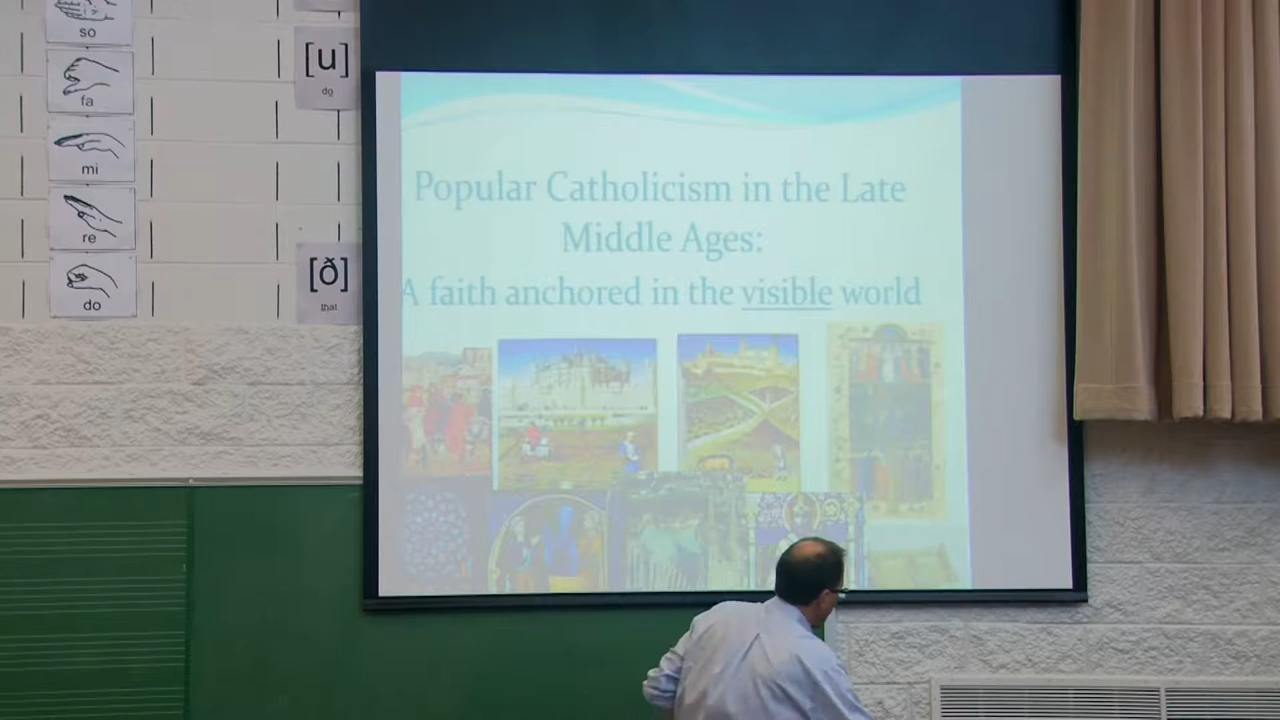 so
fa
mi
re
do
[u]
do
[ð]
that
Popular Catholicism in the Late
Middle Ages:
A faith anchored in the visible world